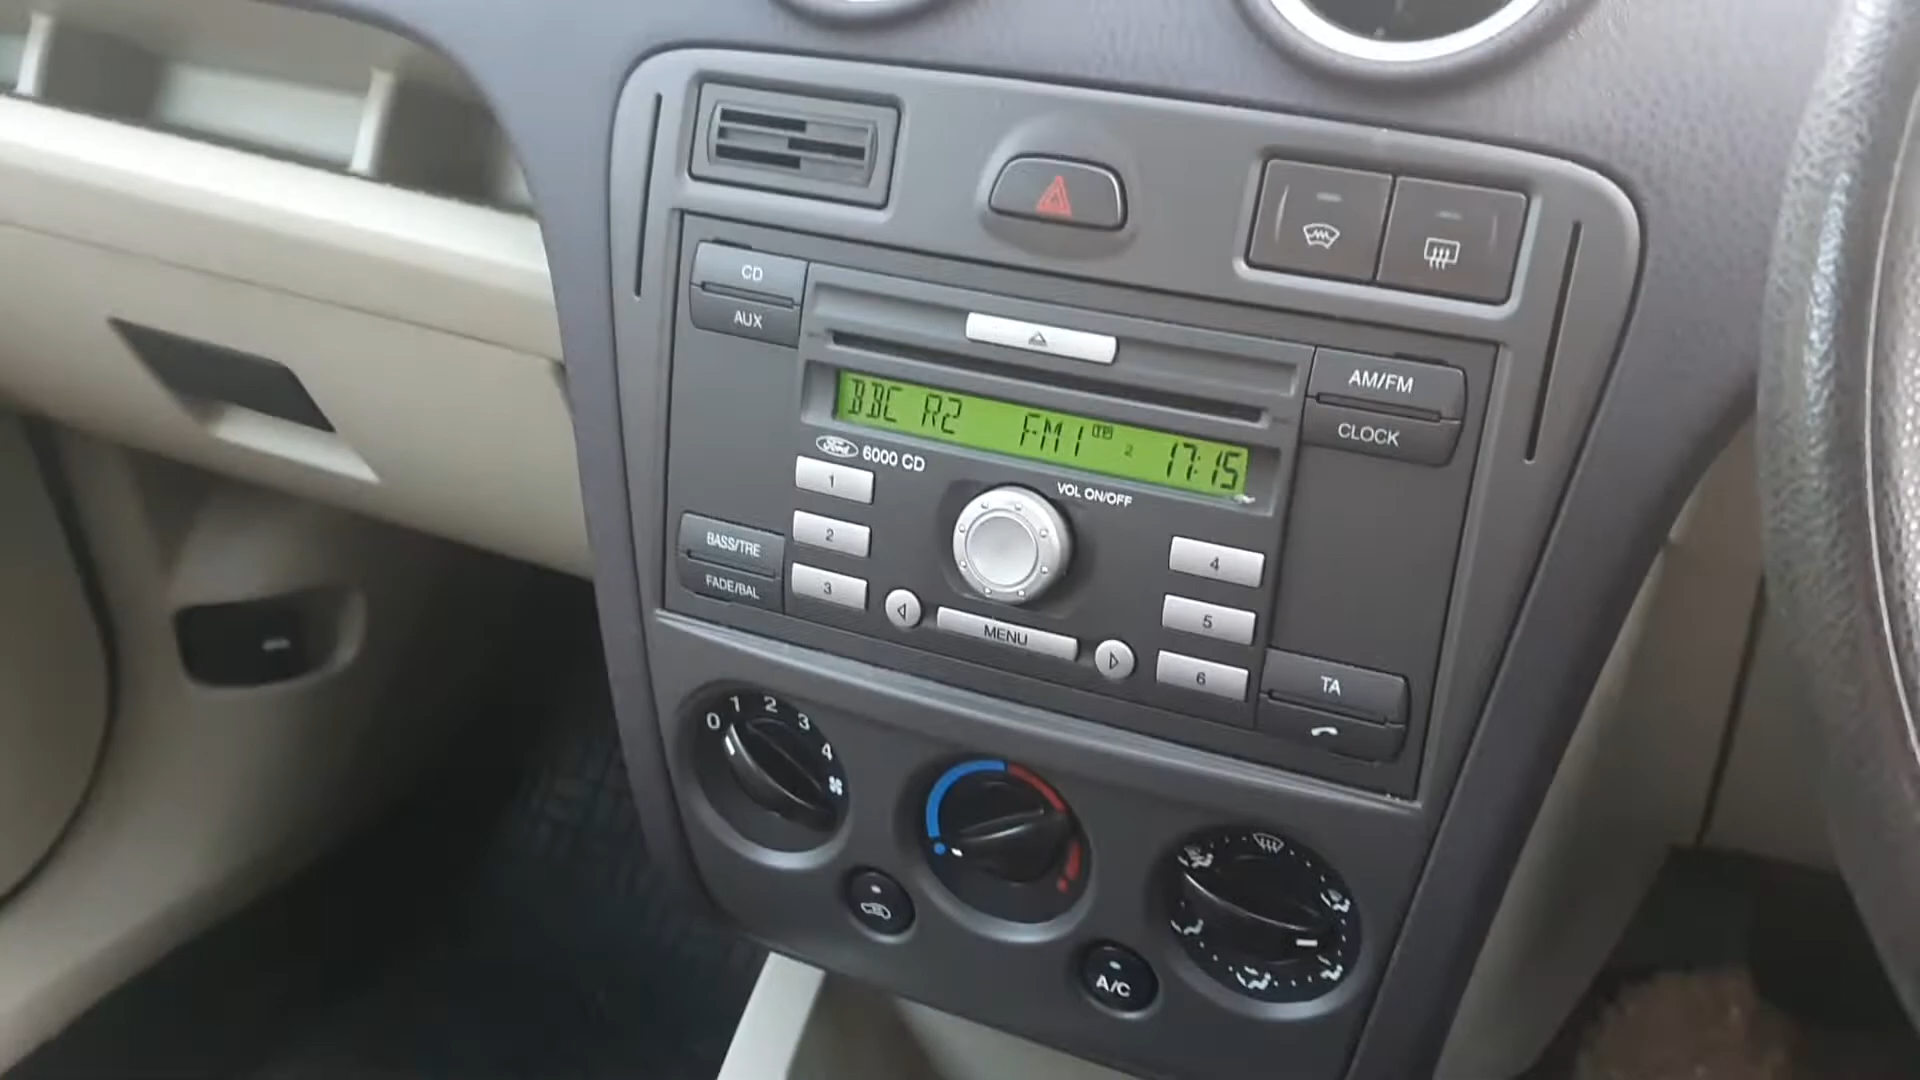 CD
AUX
AM/FM
CLOCK
BBC R2 FM1 2 17:15
Ford 6000 CD
VOL ON/OFF
1
2
3
4
5
6
BASS/TRE
FADE/BAL
MENU
TA
0 1 2 3 4
A/C